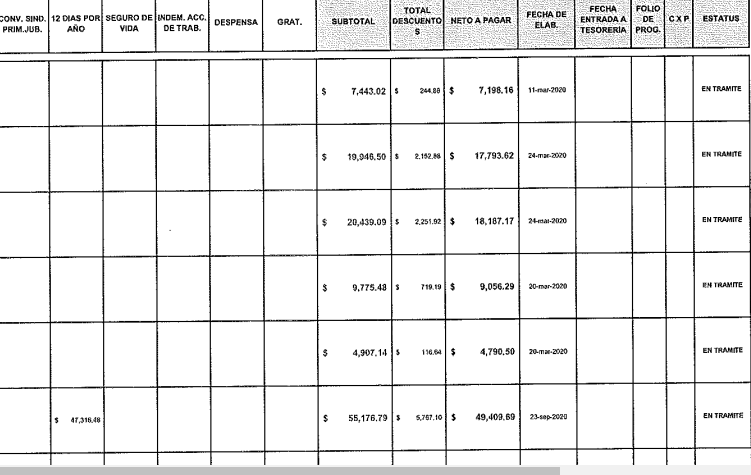 CONV. SIND. PRIM.JUB. 12 DIAS POR AÑO SEGURO DE VIDA INDEM. ACC. DE TRAB. DESPENSA GRAT. SUBTOTAL TOTAL DESCUENTOS NETO A PAGAR FECHA DE ELAB. FECHA ENTRADA A TESORERÍA FOLIO DE PROG. C X P ESTATUS
$ 7,443.02 $ 244.86 $ 7,198.16 11-mar-2020 EN TRAMITE
$ 19,946.50 $ 2,152.88 $ 17,793.62 24-mar-2020 EN TRAMITE
$ 20,439.09 $ 2,251.92 $ 18,187.17 24-mar-2020 EN TRAMITE
$ 9,775.48 $ 719.19 $ 9,056.29 20-mar-2020 EN TRAMITE
$ 4,907.14 $ 116.64 $ 4,790.50 20-mar-2020 EN TRAMITE
$ 47,316.48 $ 55,176.79 $ 5,767.10 $ 49,409.69 23-sep-2020 EN TRAMITE